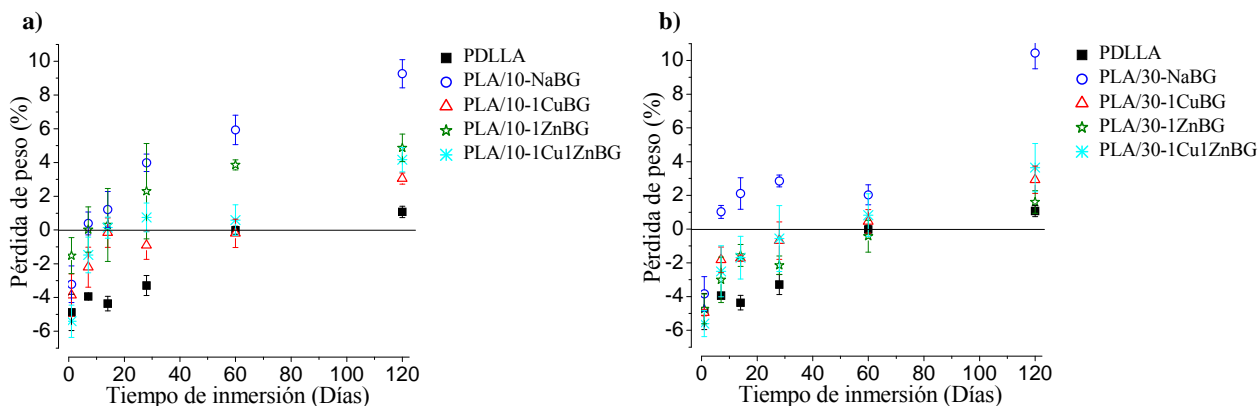 a)
Pérdida de peso (%)
10
8
6
4
2
0
-2
-4
-6
0 20 40 60 80 100 120
Tiempo de inmersión (Días)
PDLLA
PLA/10-NaBG
PLA/10-1CuBG
PLA/10-1ZnBG
PLA/10-1Cu1ZnBG
b)
Pérdida de peso (%)
10
8
6
4
2
0
-2
-4
-6
0 20 40 60 80 100 120
Tiempo de inmersión (Días)
PDLLA
PLA/30-NaBG
PLA/30-1CuBG
PLA/30-1ZnBG
PLA/30-1Cu1ZnBG